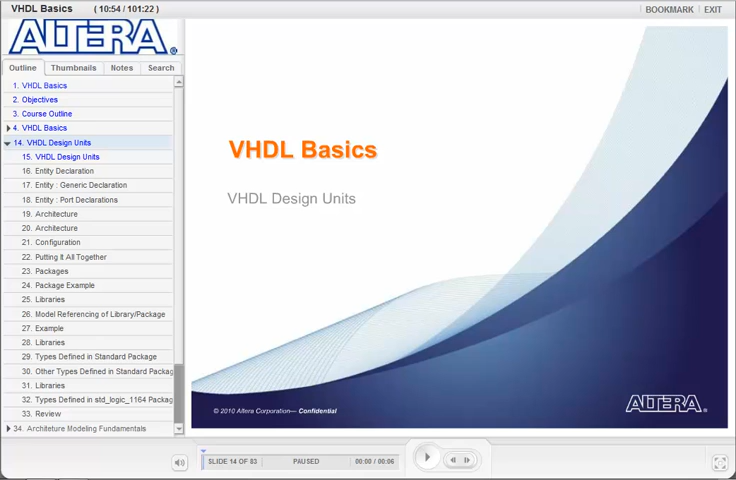 VHDL Basics ( 10:54 / 101:22 ) BOOKMARK EXIT
ALTERA®
Outline Thumbnails Notes Search
1. VHDL Basics
2. Objectives
3. Course Outline
4. VHDL Basics
14. VHDL Design Units
15. VHDL Design Units
16. Entity Declaration
17. Entity : Generic Declaration
18. Entity : Port Declarations
19. Architecture
20. Architecture
21. Configuration
22. Putting It All Together
23. Packages
24. Package Example
25. Libraries
26. Model Referencing of Library/Package
27. Example
28. Libraries
29. Types Defined in Standard Package
30. Other Types Defined in Standard Packag
31. Libraries
32. Types Defined in std_logic_1164 Packag
33. Review
34. Architeture Modeling Fundamentals
VHDL Basics
VHDL Design Units
© 2010 Altera Corporation— Confidential
ALTERA®
SLIDE 14 OF 83 PAUSED 00:00 / 00:06